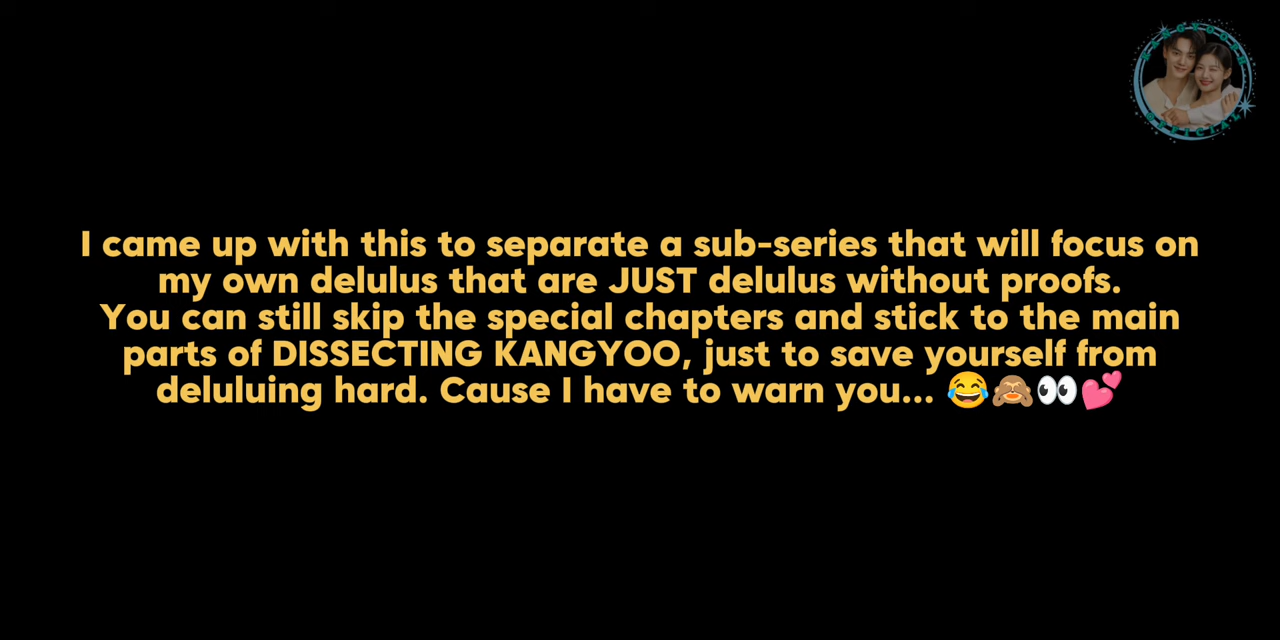 I came up with this to separate a sub-series that will focus on
my own delulus that are JUST delulus without proofs.
You can still skip the special chapters and stick to the main
parts of DISSECTING KANGYOO, just to save yourself from
deluluing hard. Cause I have to warn you... 😂🙈👀💕
OFFICIAL